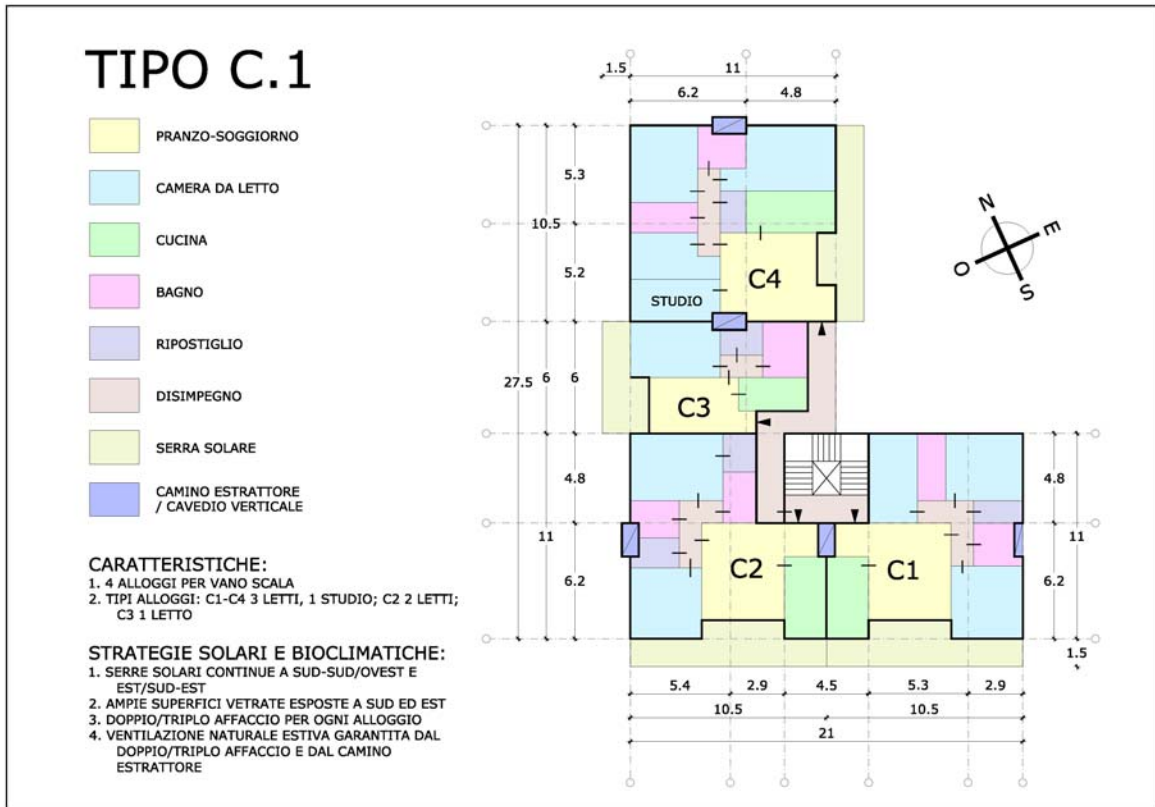 TIPO C.1
PRANZO-SOGGIORNO
CAMERA DA LETTO
CUCINA
BAGNO
RIPOSTIGLIO
DISIMPEGNO
SERRA SOLARE
CAMINO ESTRATTORE
/ CAVEDIO VERTICALE
CARATTERISTICHE:
1. 4 ALLOGGI PER VANO SCALA
2. TIPI ALLOGGI: C1-C4 3 LETTI, 1 STUDIO; C2 2 LETTI;
C3 1 LETTO
STRATEGIE SOLARI E BIOCLIMATICHE:
1. SERRE SOLARI CONTINUE A SUD-SUD/OVEST E
EST/SUD-EST
2. AMPIE SUPERFICI VETRATE ESPOSTE A SUD ED EST
3. DOPPIO/TRIPLO AFFACCIO PER OGNI ALLOGGIO
4. VENTILAZIONE NATURALE ESTIVA GARANTITA DAL
DOPPIO/TRIPLO AFFACCIO E DAL CAMINO
ESTRATTORE
1.5 11
6.2 4.8
5.3
10.5
5.2
27.5 6 6
4.8
11
6.2
C4
STUDIO
C3
C2
C1
N
E
O
S
4.8
11
6.2
1.5
5.4 2.9 4.5 5.3 2.9
10.5 10.5
21